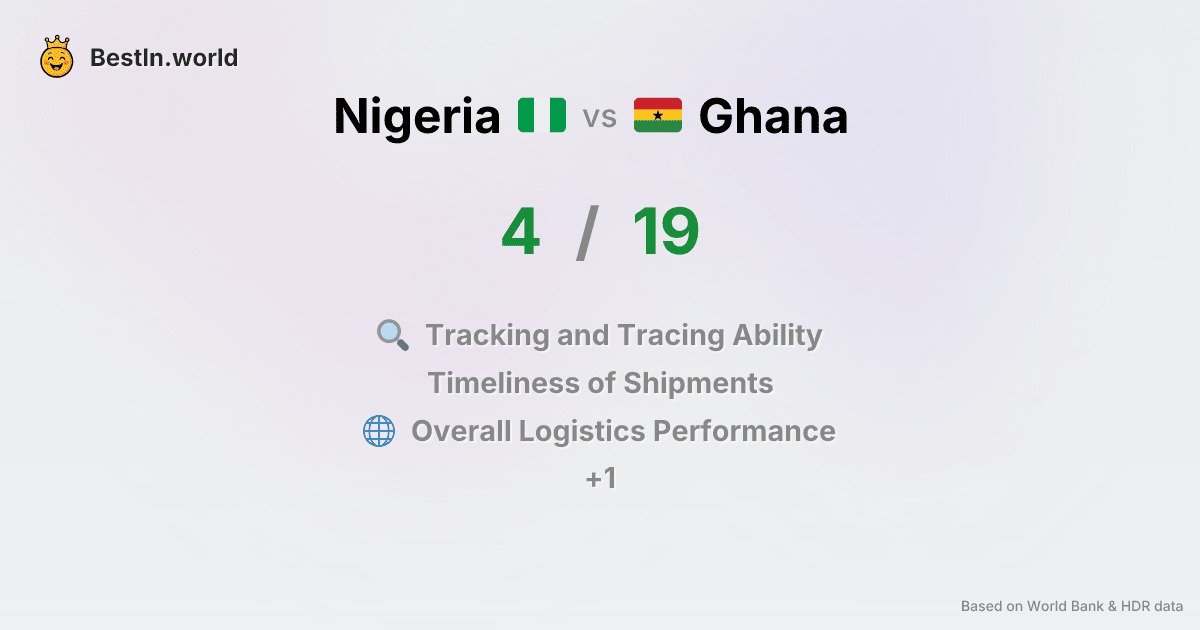 BestIn.world
Nigeria vs Ghana
4 / 19
Tracking and Tracing Ability
Timeliness of Shipments
Overall Logistics Performance
+1
Based on World Bank & HDR data